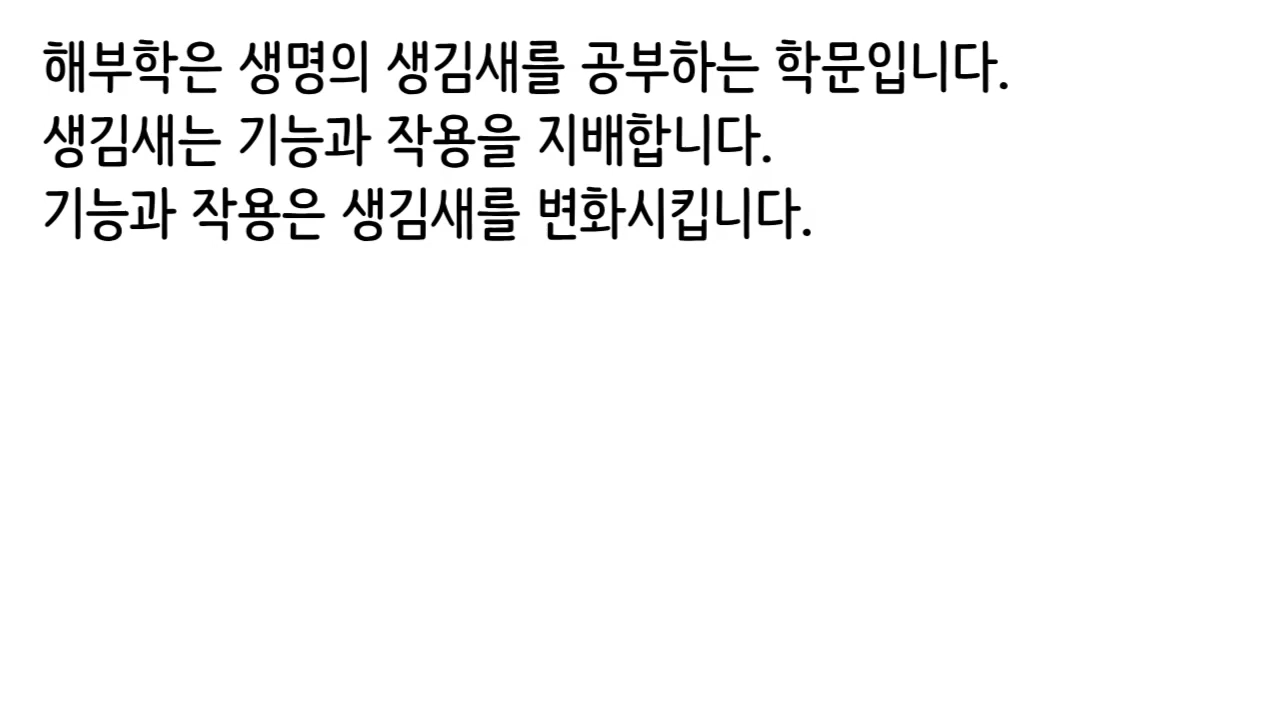 해부학은 생명의 생김새를 공부하는 학문입니다.
생김새는 기능과 작용을 지배합니다.
기능과 작용은 생김새를 변화시킵니다.